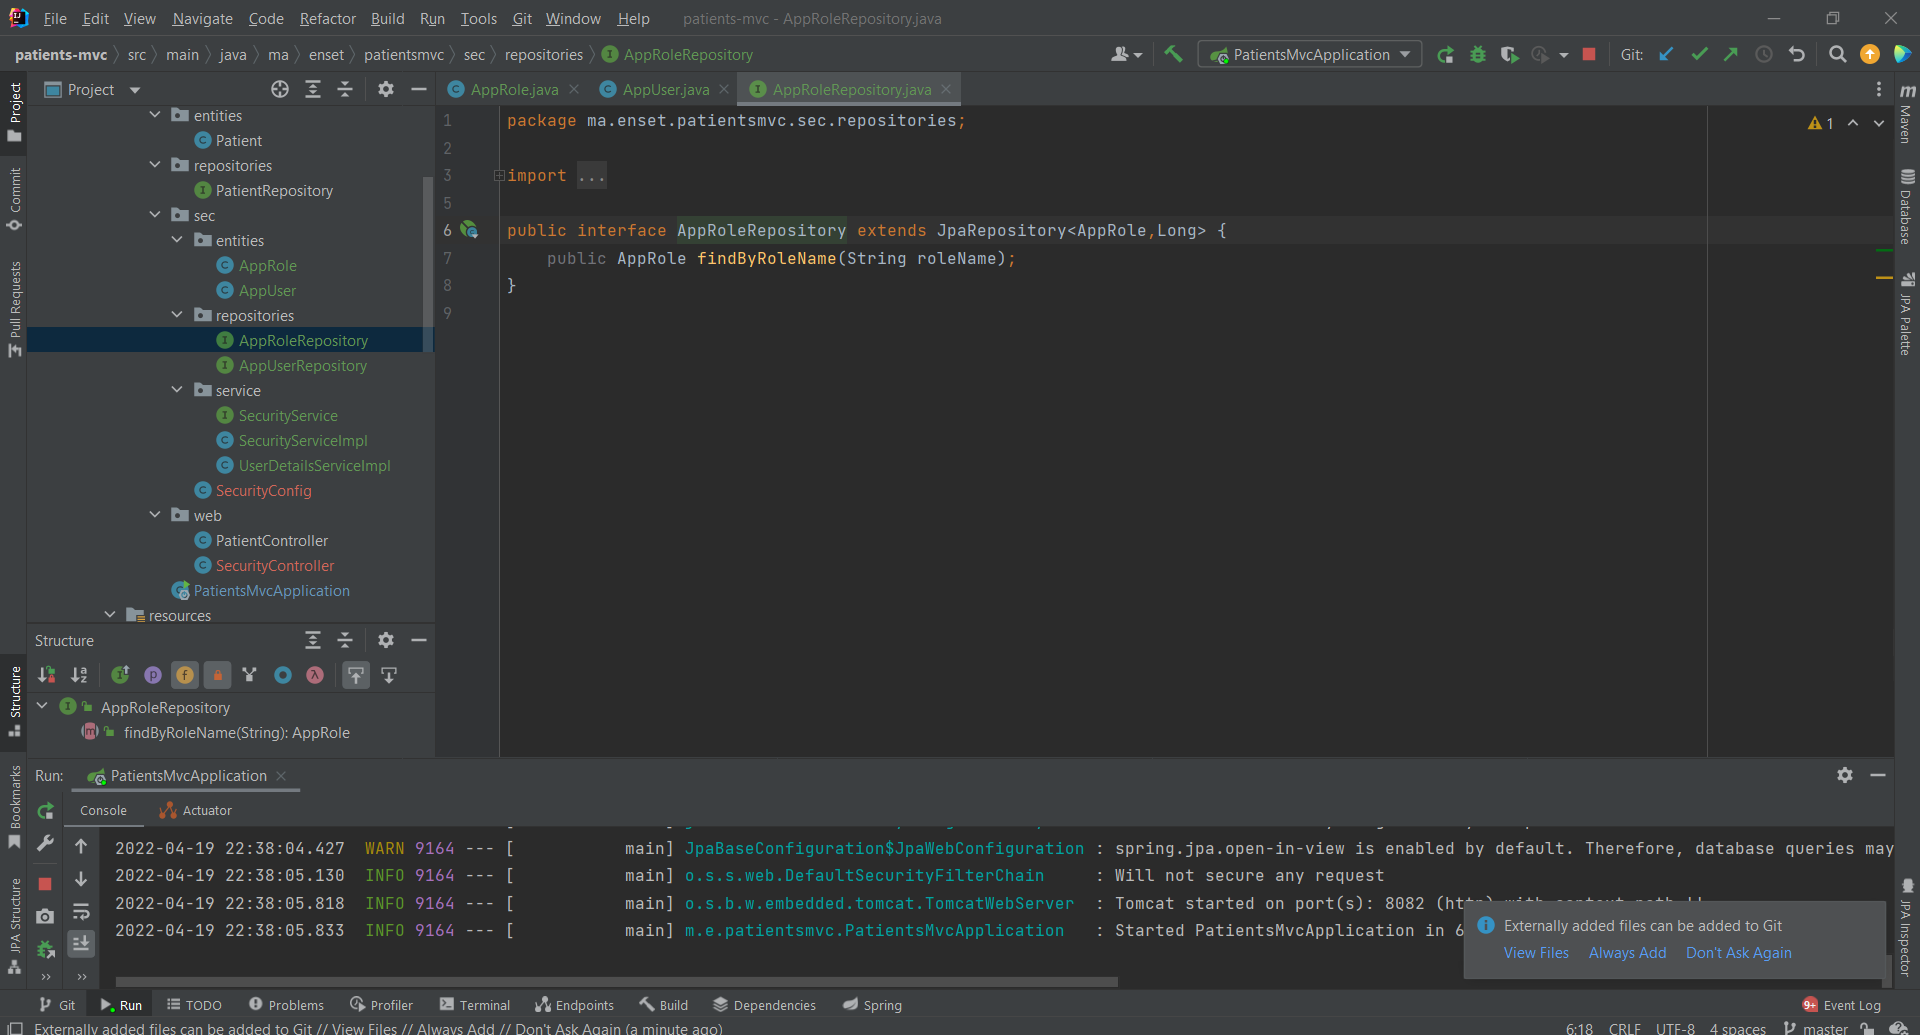 File Edit View Navigate Code Refactor Build Run Tools Git Window Help patients-mvc - AppRoleRepository.java
patients-mvc src main java ma enset patientsmvc sec repositories AppRoleRepository PatientsMvcApplication Git:
Project
AppRole.java AppUser.java AppRoleRepository.java
entities
Patient
repositories
PatientRepository
sec
entities
AppRole
AppUser
repositories
AppRoleRepository
AppUserRepository
service
SecurityService
SecurityServiceImpl
UserDetailsServiceImpl
SecurityConfig
web
PatientController
SecurityController
PatientsMvcApplication
resources
1 package ma.enset.patientsmvc.sec.repositories;
2
3 import ...
5
6 public interface AppRoleRepository extends JpaRepository<AppRole,Long> {
7 public AppRole findByRoleName(String roleName);
8 }
9
1
Structure
AppRoleRepository
findByRoleName(String): AppRole
Project
Commit
Pull Requests
Structure
Bookmarks
JPA Structure
Maven
Database
JPA Palette
JPA Inspector
Run: PatientsMvcApplication
Console Actuator
2022-04-19 22:38:04.427 WARN 9164 --- [ main] JpaBaseConfiguration$JpaWebConfiguration : spring.jpa.open-in-view is enabled by default. Therefore, database queries may
2022-04-19 22:38:05.130 INFO 9164 --- [ main] o.s.s.web.DefaultSecurityFilterChain : Will not secure any request
2022-04-19 22:38:05.818 INFO 9164 --- [ main] o.s.b.w.embedded.tomcat.TomcatWebServer : Tomcat started on port(s): 8082 (http) with context path ''
2022-04-19 22:38:05.833 INFO 9164 --- [ main] m.e.patientsmvc.PatientsMvcApplication : Started PatientsMvcApplication in 6
Externally added files can be added to Git
View Files Always Add Don't Ask Again
Git Run TODO Problems Profiler Terminal Endpoints Build Dependencies Spring 9+ Event Log
Externally added files can be added to Git // View Files // Always Add // Don't Ask Again (a minute ago) 6:18 CRLF UTF-8 4 spaces master